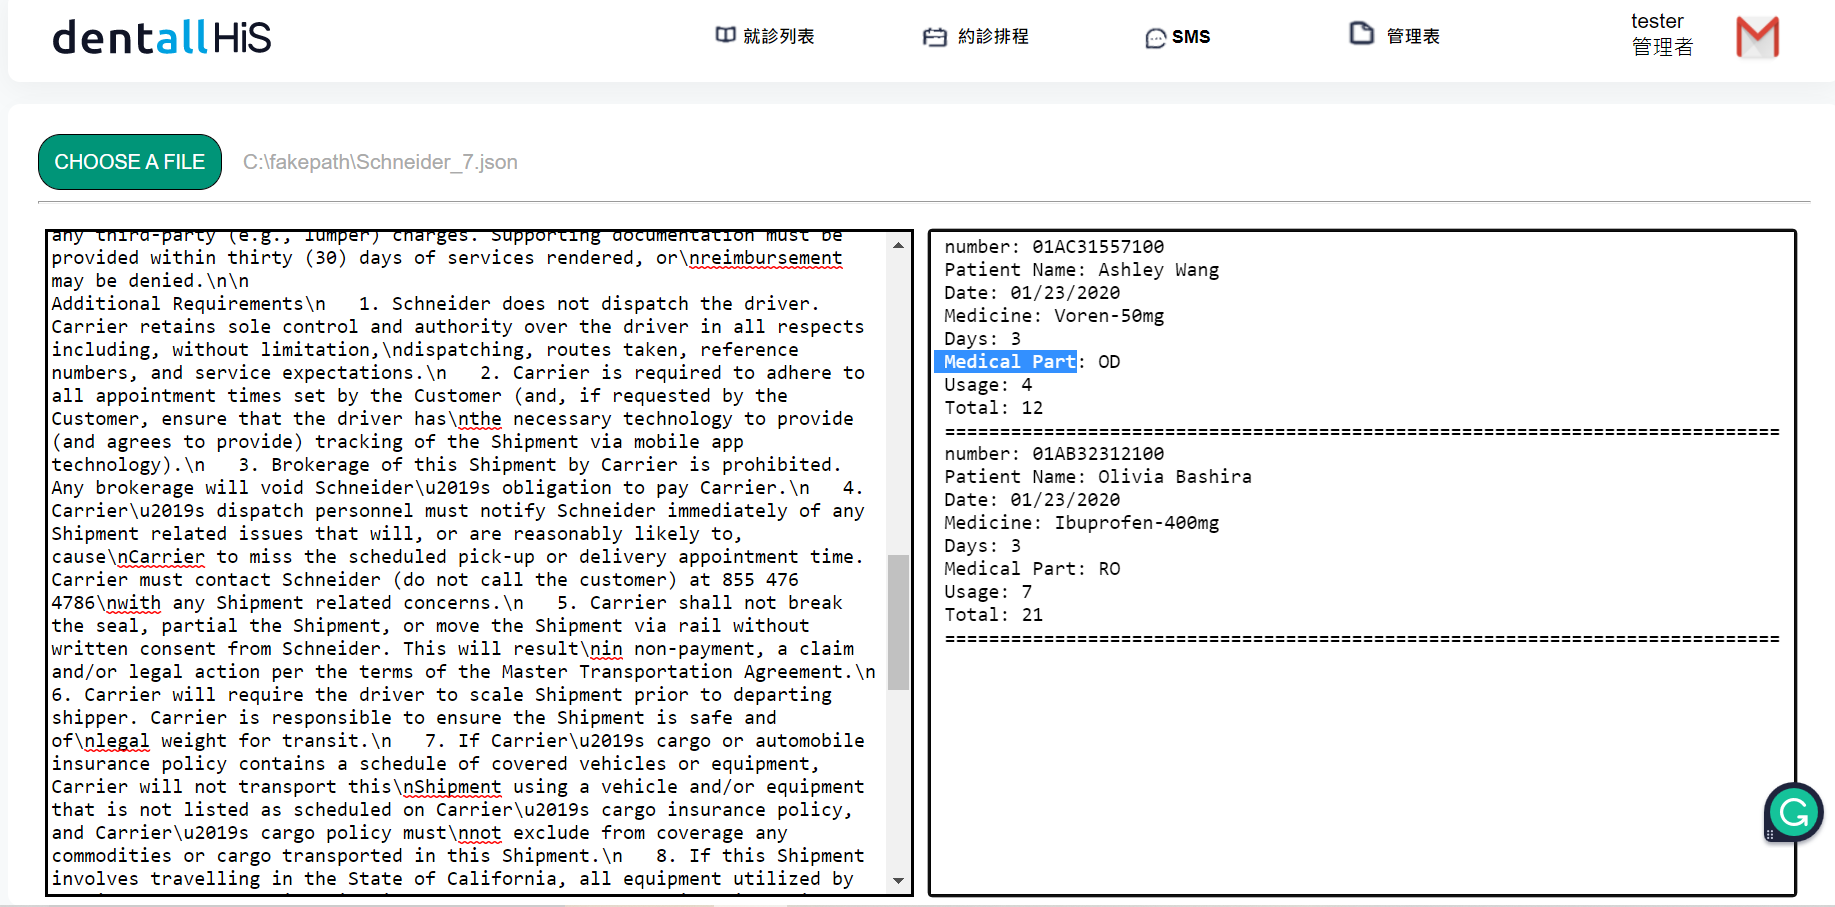 dentallHiS
就診列表
約診排程
SMS
管理表
tester
管理者
CHOOSE A FILE
C:\fakepath\Schneider_7.json
any third-party (e.g., lumper) charges. Supporting documentation must be
provided within thirty (30) days of services rendered, or\nreimbursement
may be denied.\n\n
Additional Requirements\n   1. Schneider does not dispatch the driver.
Carrier retains sole control and authority over the driver in all respects
including, without limitation,\ndispatching, routes taken, reference
numbers, and service expectations.\n   2. Carrier is required to adhere to
all appointment times set by the Customer (and, if requested by the
Customer, ensure that the driver has\nthe necessary technology to provide
(and agrees to provide) tracking of the Shipment via mobile app
technology).\n   3. Brokerage of this Shipment by Carrier is prohibited.
Any brokerage will void Schneider\u2019s obligation to pay Carrier.\n   4.
Carrier\u2019s dispatch personnel must notify Schneider immediately of any
Shipment related issues that will, or are reasonably likely to,
cause\nCarrier to miss the scheduled pick-up or delivery appointment time.
Carrier must contact Schneider (do not call the customer) at 855 476
4786\nwith any Shipment related concerns.\n   5. Carrier shall not break
the seal, partial the Shipment, or move the Shipment via rail without
written consent from Schneider. This will result\nin non-payment, a claim
and/or legal action per the terms of the Master Transportation Agreement.\n
6. Carrier will require the driver to scale Shipment prior to departing
shipper. Carrier is responsible to ensure the Shipment is safe and
of\nlegal weight for transit.\n   7. If Carrier\u2019s cargo or automobile
insurance policy contains a schedule of covered vehicles or equipment,
Carrier will not transport this\nShipment using a vehicle and/or equipment
that is not listed as scheduled on Carrier\u2019s cargo insurance policy,
and Carrier\u2019s cargo policy must\nnot exclude from coverage any
commodities or cargo transported in this Shipment.\n   8. If this Shipment
involves travelling in the State of California, all equipment utilized by
number: 01AC31557100
Patient Name: Ashley Wang
Date: 01/23/2020
Medicine: Voren-50mg
Days: 3
Medical Part: OD
Usage: 4
Total: 12
============================================================================
number: 01AB32312100
Patient Name: Olivia Bashira
Date: 01/23/2020
Medicine: Ibuprofen-400mg
Days: 3
Medical Part: RO
Usage: 7
Total: 21
============================================================================